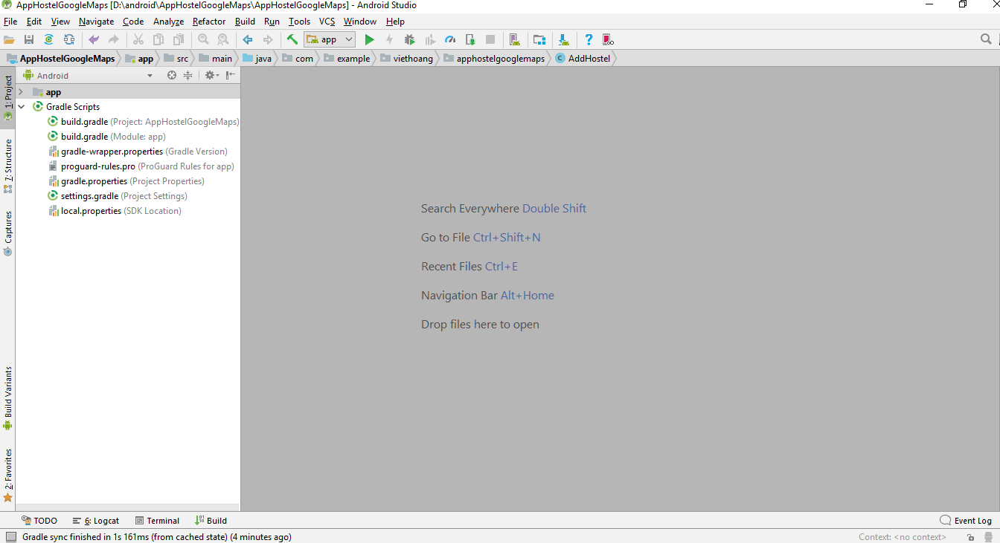 AppHostelGoogleMaps [D:\android\AppHostelGoogleMaps\AppHostelGoogleMaps] - Android Studio
File Edit View Navigate Code Analyze Refactor Build Run Tools VCS Window Help
app
AppHostelGoogleMaps app src main java com example viethoang apphostelgooglemaps AddHostel
Android
app
Gradle Scripts
build.gradle (Project: AppHostelGoogleMaps)
build.gradle (Module: app)
gradle-wrapper.properties (Gradle Version)
proguard-rules.pro (ProGuard Rules for app)
gradle.properties (Project Properties)
settings.gradle (Project Settings)
local.properties (SDK Location)
1: Project
7: Structure
Captures
Build Variants
2: Favorites
Search Everywhere Double Shift
Go to File Ctrl+Shift+N
Recent Files Ctrl+E
Navigation Bar Alt+Home
Drop files here to open
TODO 6: Logcat Terminal Build Event Log
Gradle sync finished in 1s 161ms (from cached state) (4 minutes ago) Context: <no context>